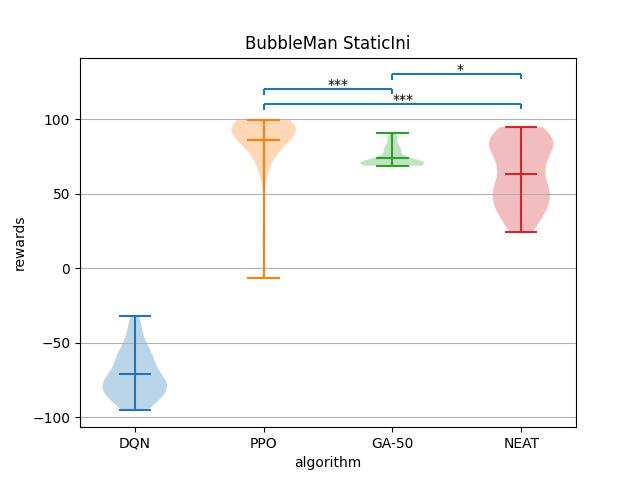 BubbleMan StaticIni
*
***
***
100
50
0
−50
−100
rewards
DQN PPO GA-50 NEAT
algorithm